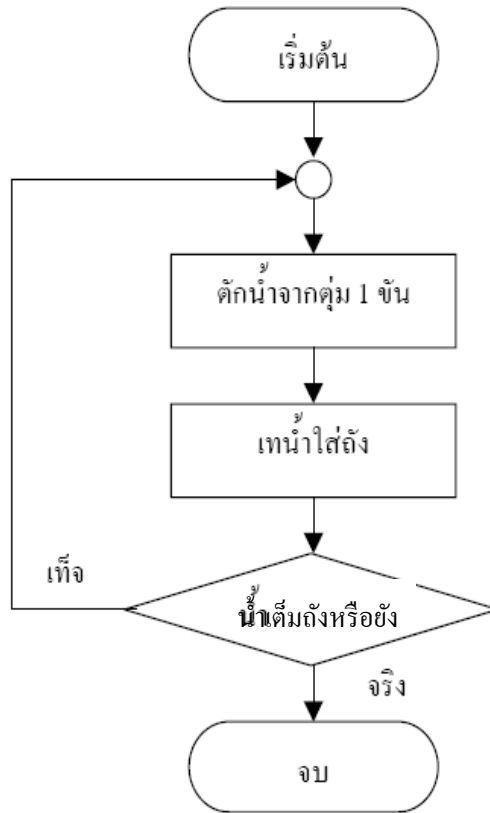 เริ่มต้น
ตักน้ำจากตุ่ม 1 ขัน
เทน้ำใส่ถัง
เท็จ
น้ำเต็มถังหรือยัง
จริง
จบ